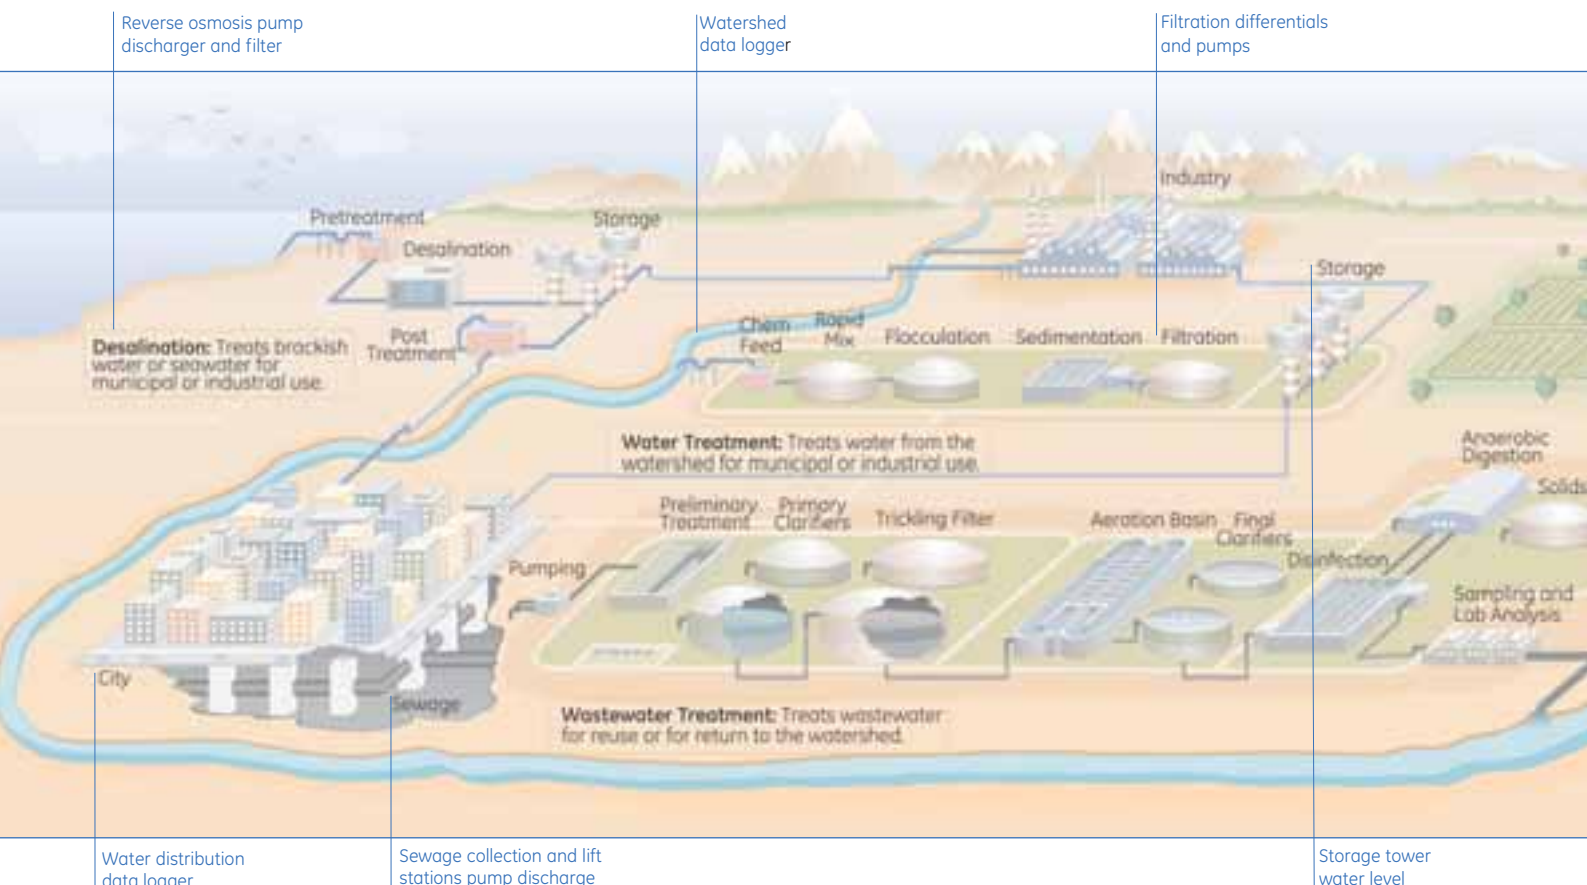 Reverse osmosis pump
discharger and filter
Watershed
data logger
Filtration differentials
and pumps
Industry
Pretreatment
Storage
Desalination
Storage
Post
Treatment
Chem
Feed
Rapid
Mix
Flocculation
Sedimentation
Filtration
Desalination: Treats brackish
water or seawater for
municipal or industrial use.
Water Treatment: Treats water from the
watershed for municipal or industrial use.
Anaerobic
Digestion
Solids
Preliminary
Treatment
Primary
Clarifiers
Trickling Filter
Aeration Basin
Final
Clarifiers
Disinfection
Pumping
Sampling and
Lab Analysis
City
Sewage
Wastewater Treatment: Treats wastewater
for reuse or for return to the watershed.
Water distribution
data logger
Sewage collection and lift
stations pump discharge
Storage tower
water level